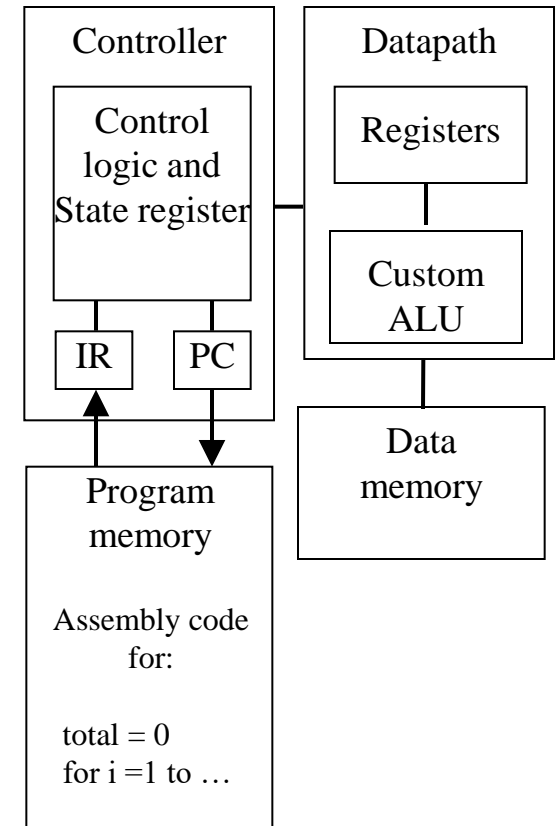 Controller
Control
logic and
State register
IR
PC
Datapath
Registers
Custom
ALU
Data
memory
Program
memory
Assembly code
for:
total = 0
for i =1 to …